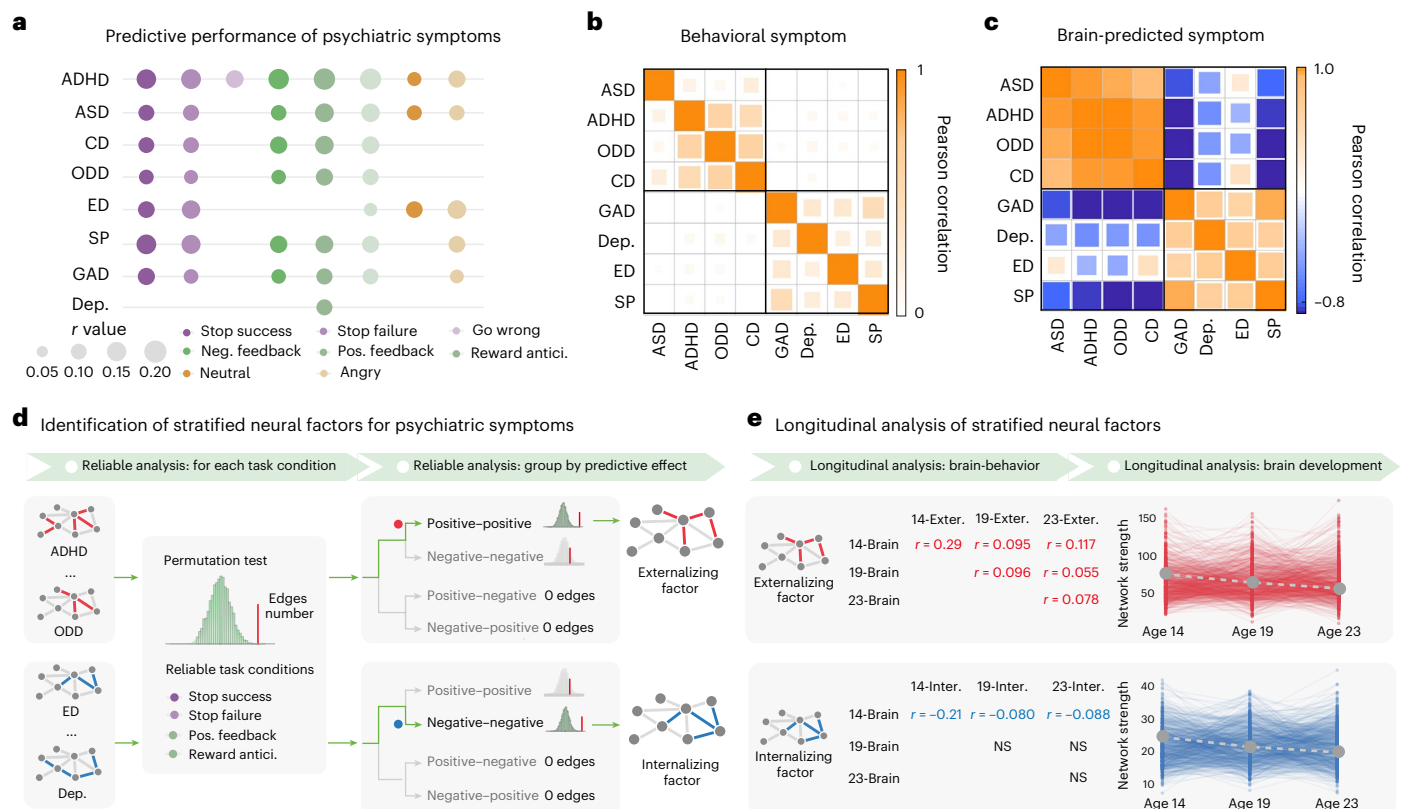 a
Predictive performance of psychiatric symptoms
ADHD
ASD
CD
ODD
ED
SP
GAD
Dep.
r value
0.05 0.10 0.15 0.20
Stop success Stop failure Go wrong
Neg. feedback Pos. feedback Reward antici.
Neutral Angry
b
Behavioral symptom
ASD
ADHD
ODD
CD
GAD
Dep.
ED
SP
ASD ADHD ODD CD GAD Dep. ED SP
1
0
Pearson correlation
c
Brain-predicted symptom
ASD
ADHD
ODD
CD
GAD
Dep.
ED
SP
ASD ADHD ODD CD GAD Dep. ED SP
1.0
−0.8
Pearson correlation
d
Identification of stratified neural factors for psychiatric symptoms
Reliable analysis: for each task condition
Reliable analysis: group by predictive effect
ADHD
...
ODD
ED
...
Dep.
Permutation test
Edges
number
Reliable task conditions
Stop success
Stop failure
Pos. feedback
Reward antici.
Positive–positive
Negative–negative
Positive–negative 0 edges
Negative–positive 0 edges
Externalizing
factor
Positive–positive
Negative–negative
Positive–negative 0 edges
Negative–positive 0 edges
Internalizing
factor
e
Longitudinal analysis of stratified neural factors
Longitudinal analysis: brain-behavior
Longitudinal analysis: brain development
Externalizing
factor
14-Exter. 19-Exter. 23-Exter.
14-Brain r = 0.29 r = 0.095 r = 0.117
19-Brain r = 0.096 r = 0.055
23-Brain r = 0.078
Network strength
150
100
50
Age 14 Age 19 Age 23
Internalizing
factor
14-Inter. 19-Inter. 23-Inter.
14-Brain r = −0.21 r = −0.080 r = −0.088
19-Brain NS NS
23-Brain NS
Network strength
40
30
20
10
Age 14 Age 19 Age 23